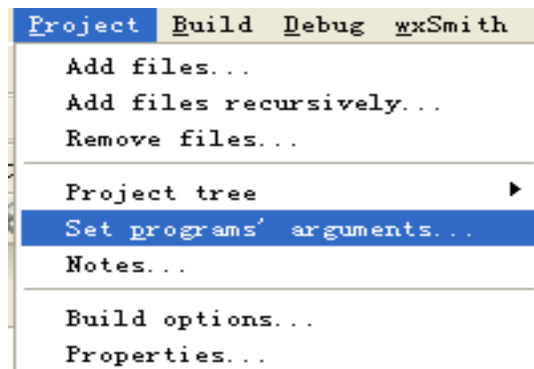 Project Build Debug wxSmith
Add files...
Add files recursively...
Remove files...
Project tree
Set programs' arguments...
Notes...
Build options...
Properties...